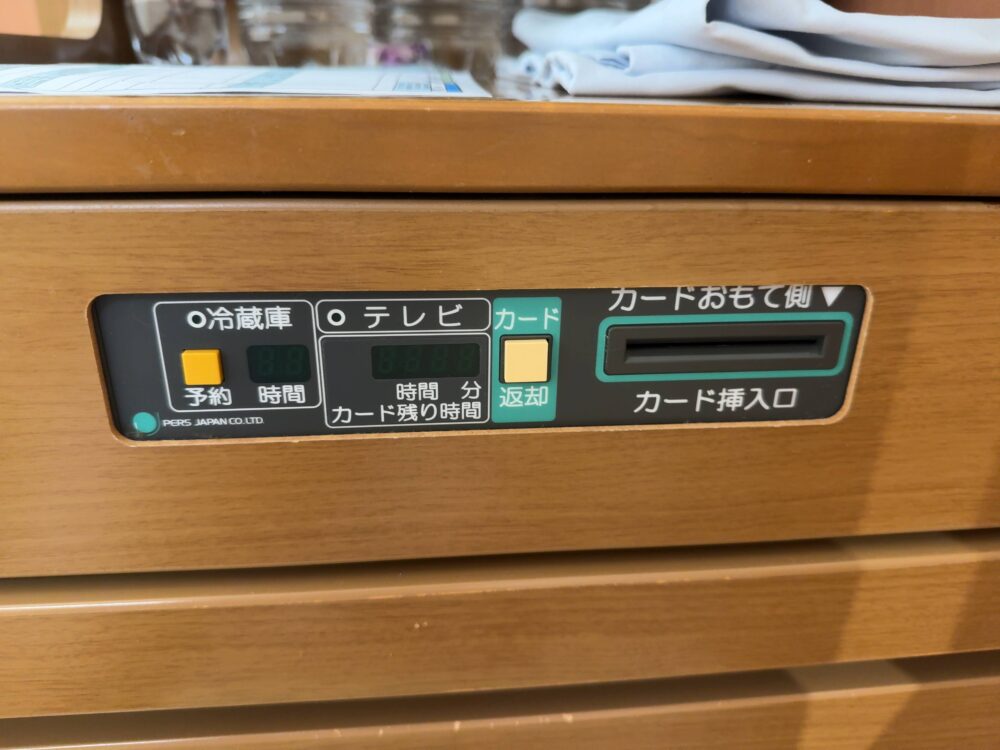 カードおもて側▼
冷蔵庫
テレビ
カード
予約
時間
時間 分
カード残り時間
返却
カード挿入口
PERS JAPAN CO.LTD